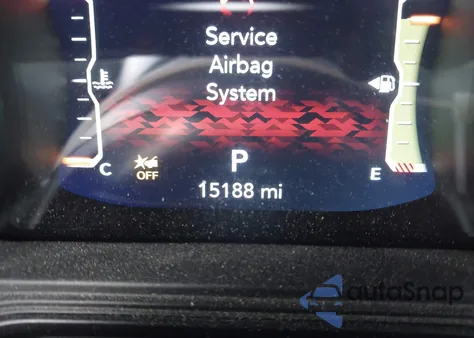 Service
Airbag
System
C OFF P E
15188 mi
autoSnap